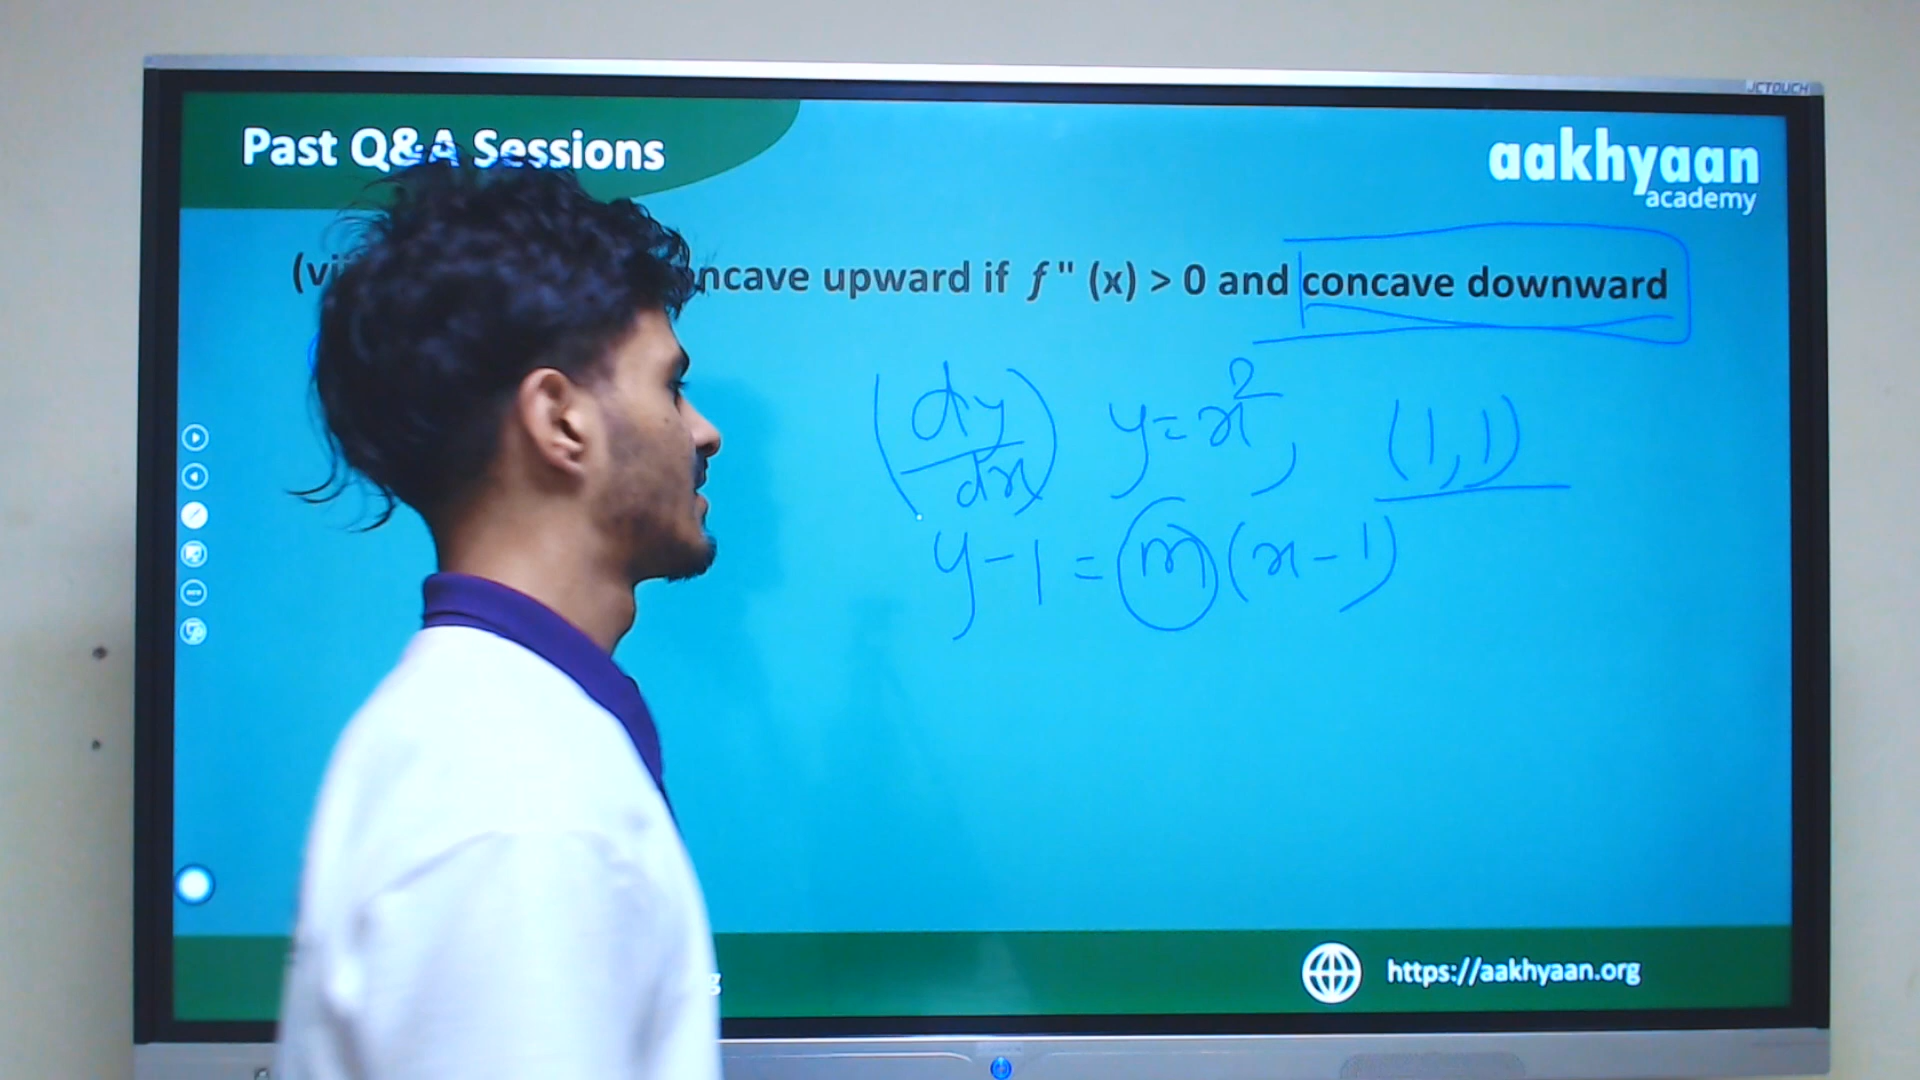 JCTOUCH
Past Q&A Sessions
aakhyaan
academy
upward if f " (x) > 0 and concave downward
(dy/dx) y=x², (1,1)
y-1=m(x-1)
https://aakhyaan.org